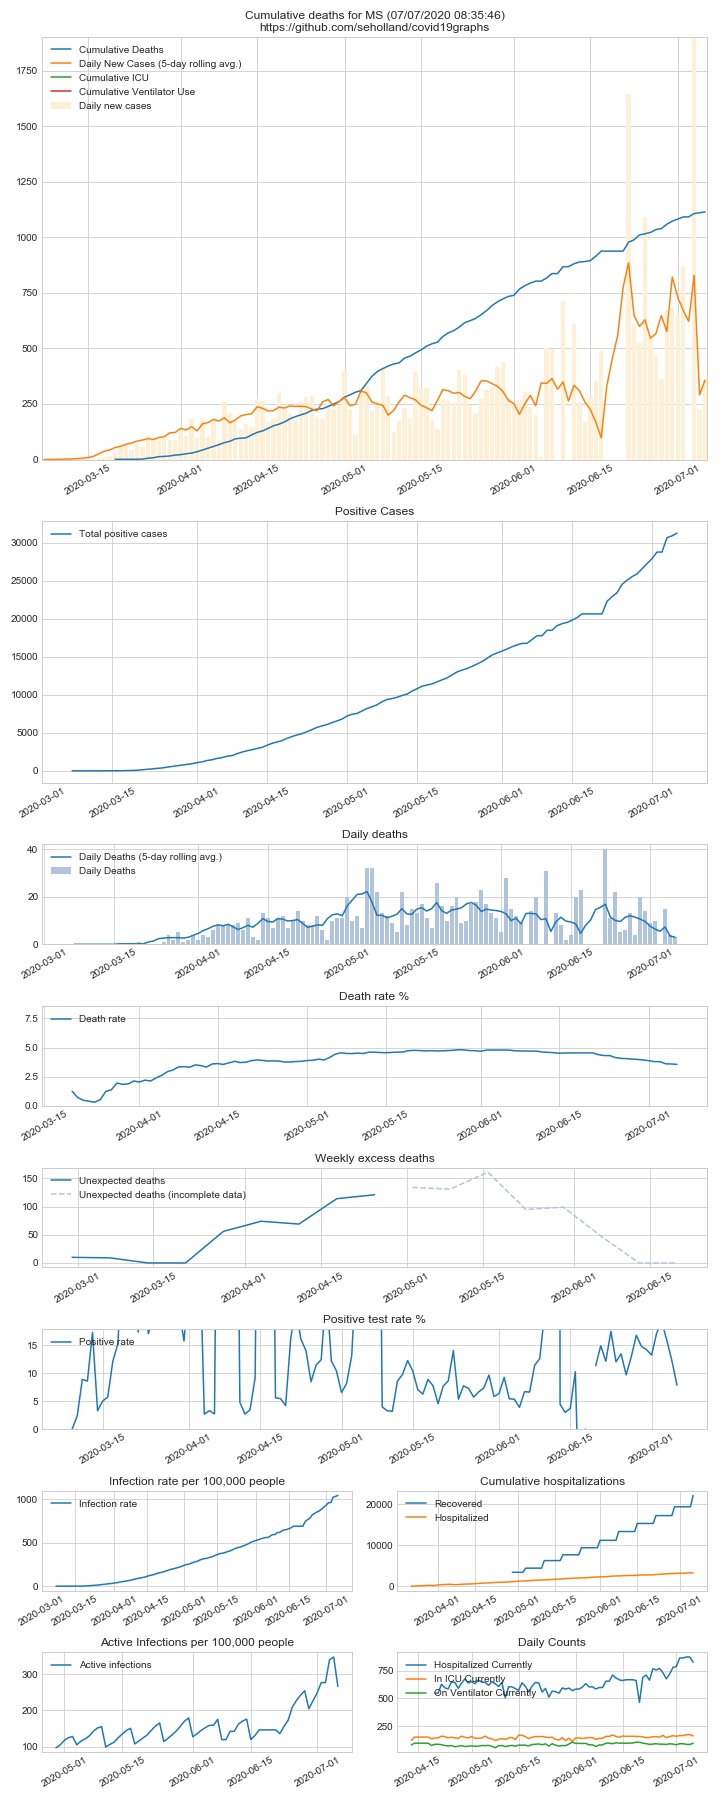 Cumulative deaths for MS (07/07/2020 08:35:46)
https://github.com/seholland/covid19graphs
Cumulative Deaths
Daily New Cases (5-day rolling avg.)
Cumulative ICU
Cumulative Ventilator Use
Daily new cases
1750
1500
1250
1000
750
500
250
0
2020-03-15 2020-04-01 2020-04-15 2020-05-01 2020-05-15 2020-06-01 2020-06-15 2020-07-01
Positive Cases
Total positive cases
30000
25000
20000
15000
10000
5000
0
2020-03-01 2020-03-15 2020-04-01 2020-04-15 2020-05-01 2020-05-15 2020-06-01 2020-06-15 2020-07-01
Daily deaths
Daily Deaths (5-day rolling avg.)
Daily Deaths
40
20
0
2020-03-01 2020-03-15 2020-04-01 2020-04-15 2020-05-01 2020-05-15 2020-06-01 2020-06-15 2020-07-01
Death rate %
Death rate
7.5
5.0
2.5
0.0
2020-03-15 2020-04-01 2020-04-15 2020-05-01 2020-05-15 2020-06-01 2020-06-15 2020-07-01
Weekly excess deaths
Unexpected deaths
Unexpected deaths (incomplete data)
150
100
50
0
2020-03-01 2020-03-15 2020-04-01 2020-04-15 2020-05-01 2020-05-15 2020-06-01 2020-06-15
Positive test rate %
Positive rate
15
10
5
0
2020-03-15 2020-04-01 2020-04-15 2020-05-01 2020-05-15 2020-06-01 2020-06-15 2020-07-01
Infection rate per 100,000 people
Infection rate
1000
500
0
2020-03-01 2020-03-15 2020-04-01 2020-04-15 2020-05-01 2020-05-15 2020-06-01 2020-06-15 2020-07-01
Cumulative hospitalizations
Recovered
Hospitalized
20000
10000
0
2020-04-01 2020-04-15 2020-05-01 2020-05-15 2020-06-01 2020-06-15 2020-07-01
Active Infections per 100,000 people
Active infections
300
200
100
2020-05-01 2020-05-15 2020-06-01 2020-06-15 2020-07-01
Daily Counts
Hospitalized Currently
In ICU Currently
On Ventilator Currently
750
500
250
2020-04-15 2020-05-01 2020-05-15 2020-06-01 2020-06-15 2020-07-01